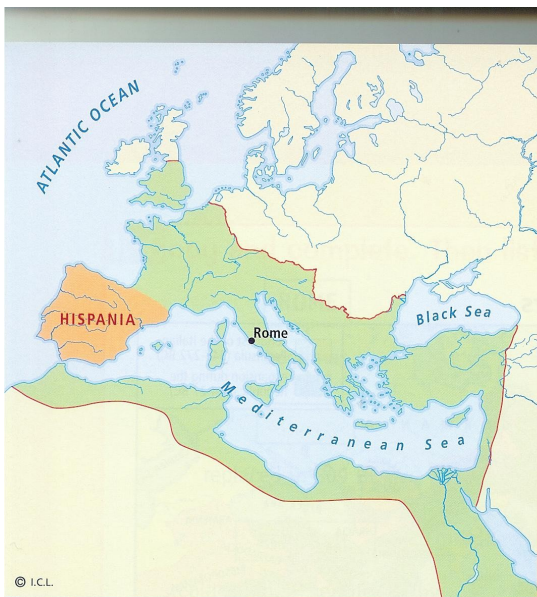 ATLANTIC OCEAN
HISPANIA
Rome
Black Sea
Mediterranean Sea
© I.C.L.